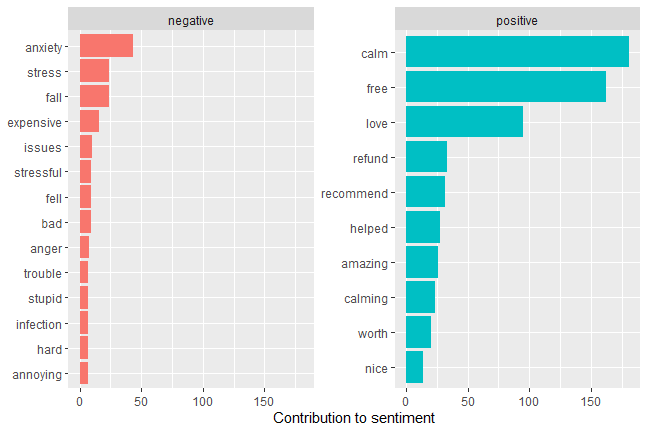 negative
anxiety
stress
fall
expensive
issues
stressful
fell
bad
anger
trouble
stupid
infection
hard
annoying
0 50 100 150
positive
calm
free
love
refund
recommend
helped
amazing
calming
worth
nice
0 50 100 150
Contribution to sentiment